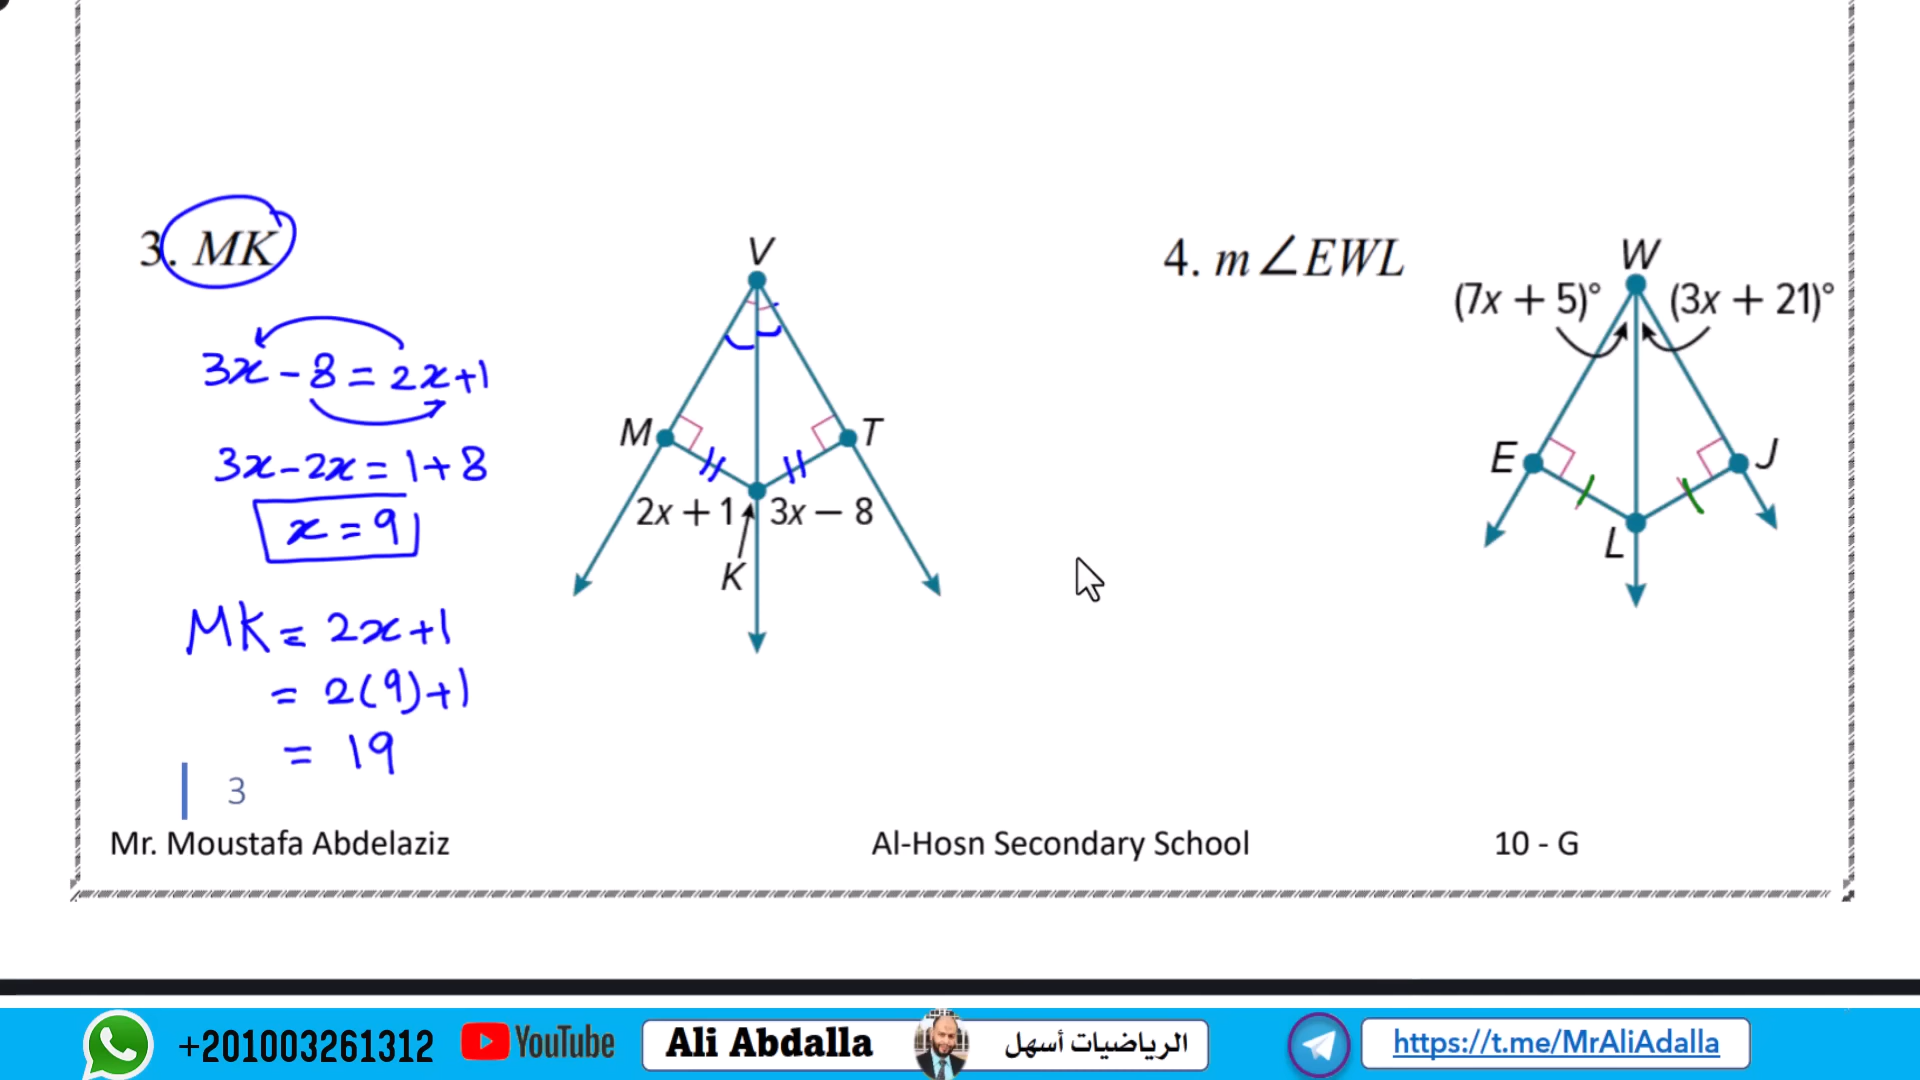 3. MK
3x - 8 = 2x + 1
3x - 2x = 1 + 8
x = 9
MK = 2x + 1
= 2(9) + 1
= 19
V
M
T
2x + 1
3x − 8
K
4. m∠EWL
W
(7x + 5)°
(3x + 21)°
E
J
L
3
Mr. Moustafa Abdelaziz
Al-Hosn Secondary School
10 - G
+201003261312
YouTube
Ali Abdalla
الرياضيات أسهل
https://t.me/MrAliAdalla